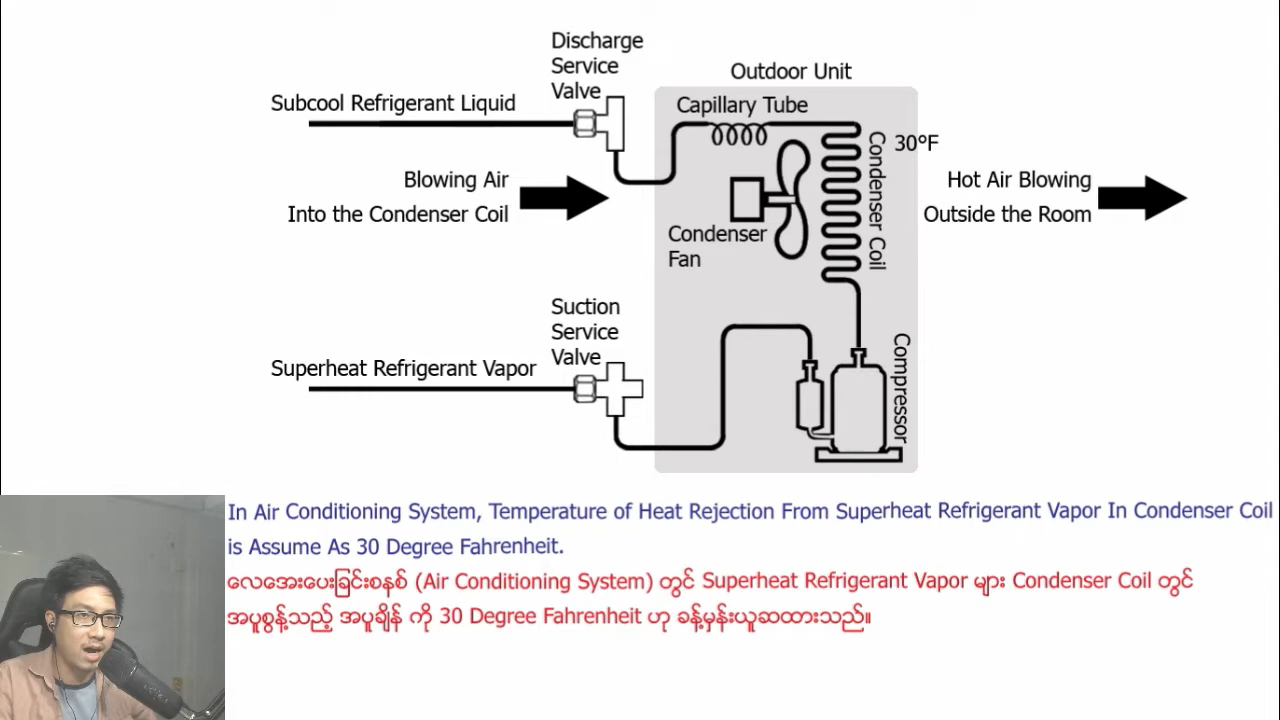 Discharge
Service
Valve
Outdoor Unit
Subcool Refrigerant Liquid
Capillary Tube
30°F
Condenser Coil
Blowing Air
Into the Condenser Coil
Hot Air Blowing
Outside the Room
Condenser
Fan
Suction
Service
Valve
Superheat Refrigerant Vapor
Compressor
In Air Conditioning System, Temperature of Heat Rejection From Superheat Refrigerant Vapor In Condenser Coil
is Assume As 30 Degree Fahrenheit.
လေအေးပေးခြင်းစနစ် (Air Conditioning System) တွင် Superheat Refrigerant Vapor များ Condenser Coil တွင်
အပူစွန့်သည့် အပူချိန် ကို 30 Degree Fahrenheit ဟု ခန့်မှန်းယူဆထားသည်။